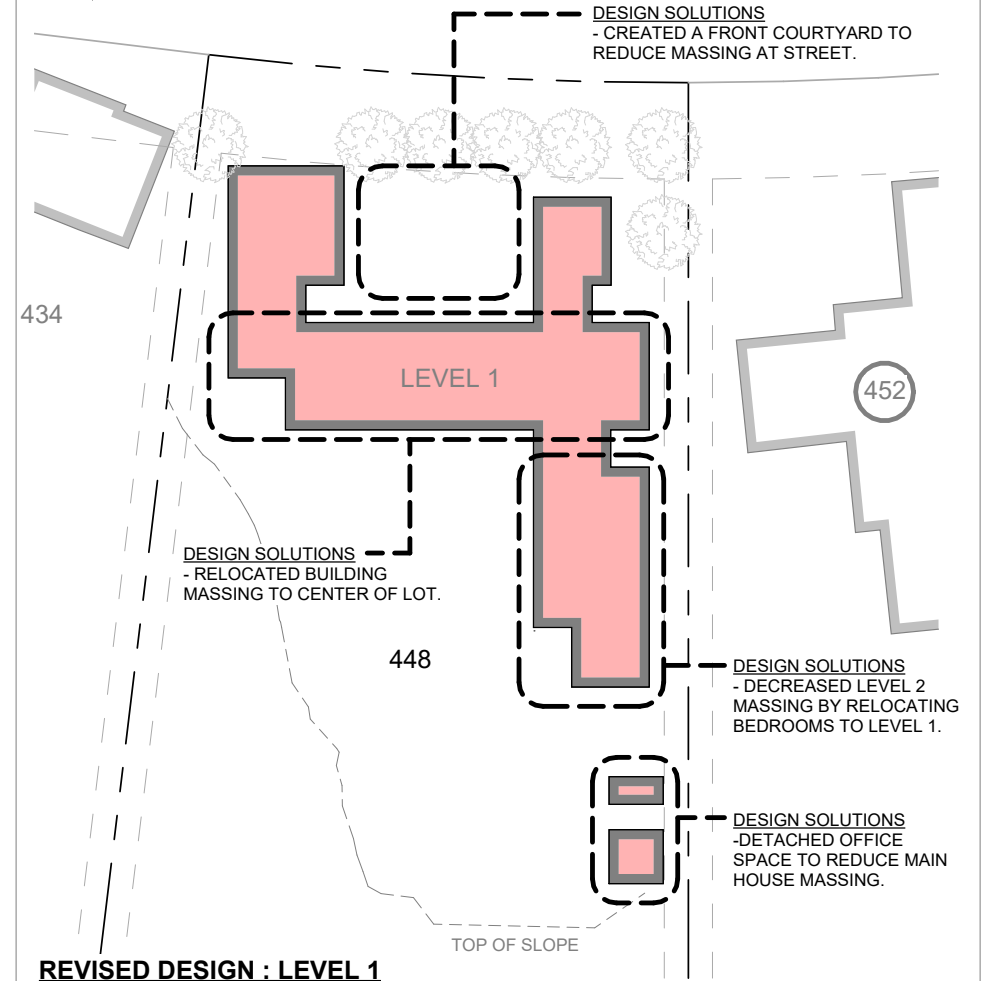 DESIGN SOLUTIONS
- CREATED A FRONT COURTYARD TO
REDUCE MASSING AT STREET.
434
LEVEL 1
452
DESIGN SOLUTIONS
- RELOCATED BUILDING
MASSING TO CENTER OF LOT.
448
DESIGN SOLUTIONS
- DECREASED LEVEL 2
MASSING BY RELOCATING
BEDROOMS TO LEVEL 1.
DESIGN SOLUTIONS
-DETACHED OFFICE
SPACE TO REDUCE MAIN
HOUSE MASSING.
TOP OF SLOPE
REVISED DESIGN : LEVEL 1